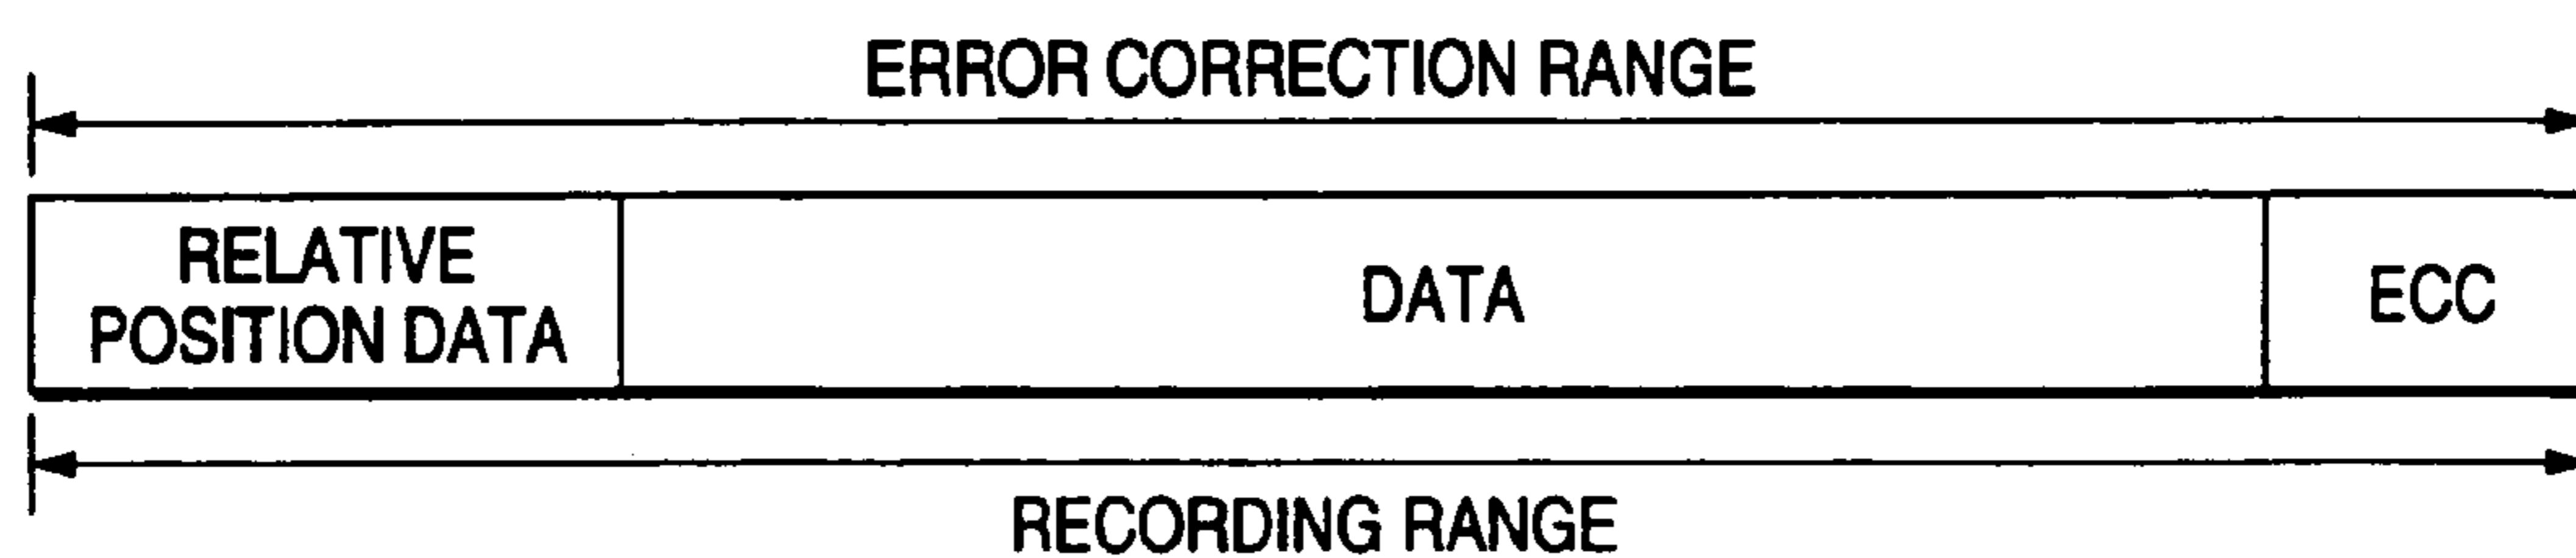 ERROR CORRECTION RANGE
RELATIVE
POSITION DATA
DATA
ECC
RECORDING RANGE